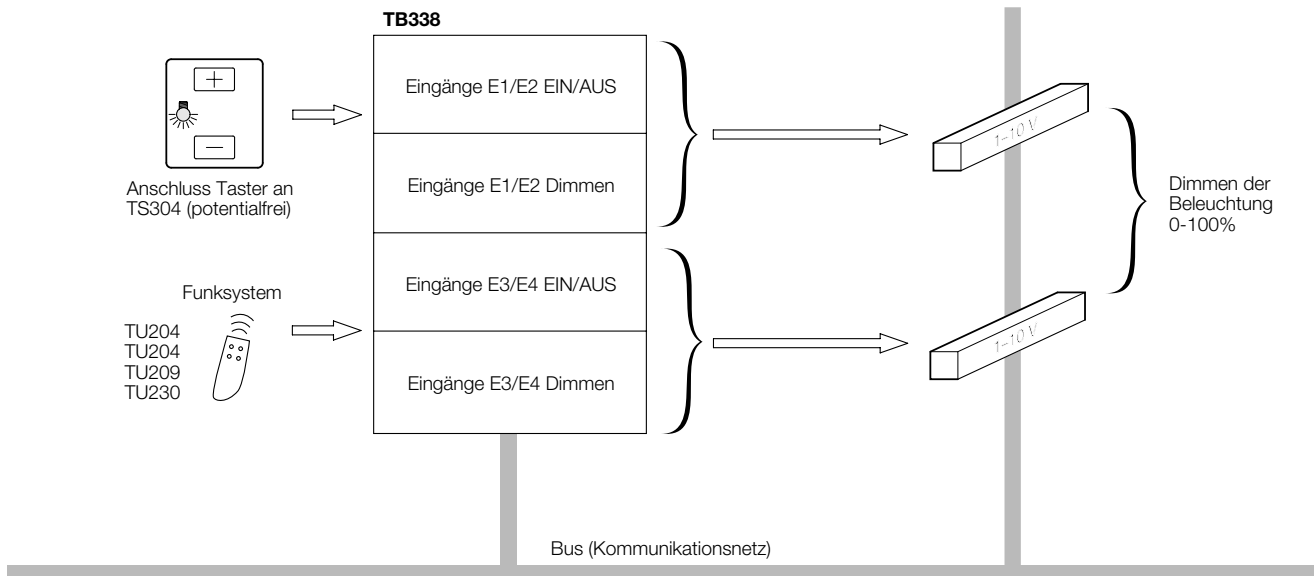 TB338
+
−
Anschluss Taster an
TS304 (potentialfrei)
Funksystem
TU204
TU204
TU209
TU230
Eingänge E1/E2 EIN/AUS
Eingänge E1/E2 Dimmen
Eingänge E3/E4 EIN/AUS
Eingänge E3/E4 Dimmen
1–10 V
1–10 V
Dimmen der
Beleuchtung
0-100%
Bus (Kommunikationsnetz)